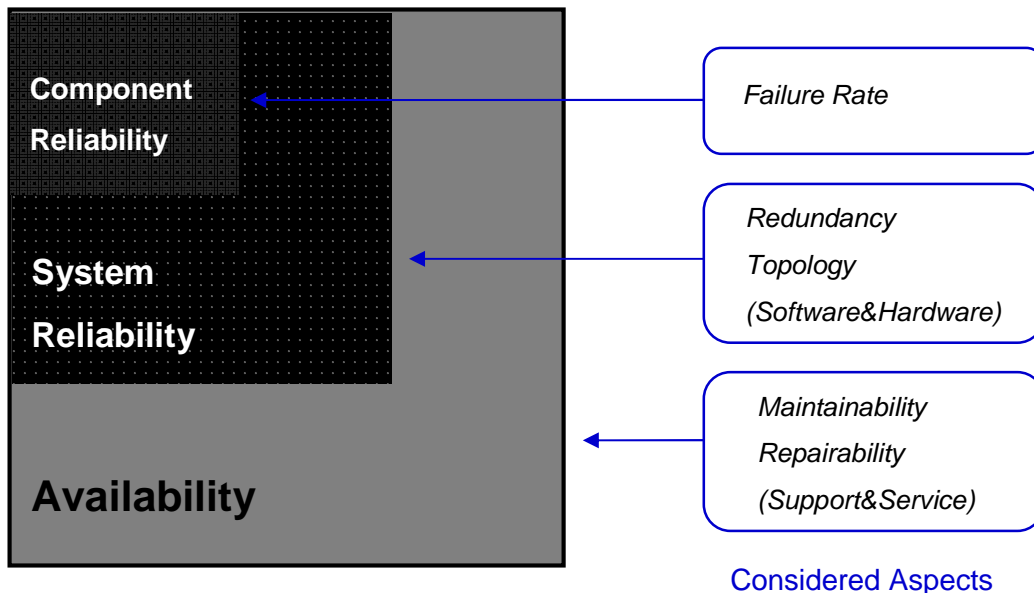 Component
Reliability
System
Reliability
Availability
Failure Rate
Redundancy
Topology
(Software&Hardware)
Maintainability
Repairability
(Support&Service)
Considered Aspects